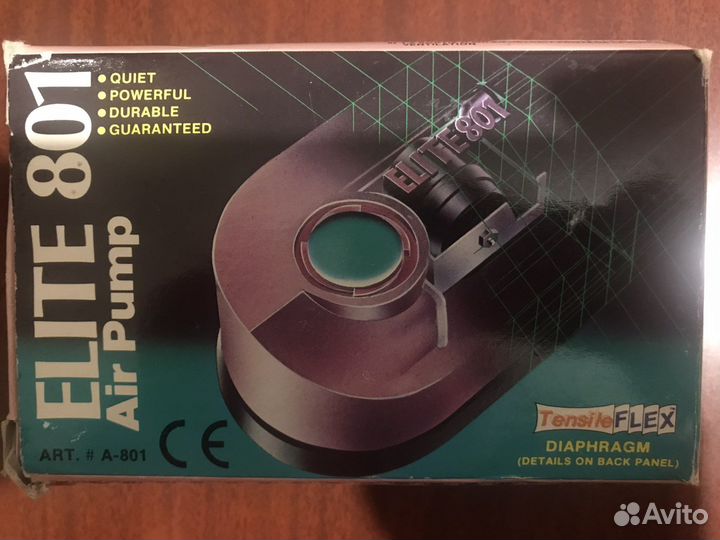 ELITE 801
Air Pump
QUIET
POWERFUL
DURABLE
GUARANTEED
ELITE 801
ART. # A-801
CE
TensileFLEX
DIAPHRAGM
(DETAILS ON BACK PANEL)
Avito